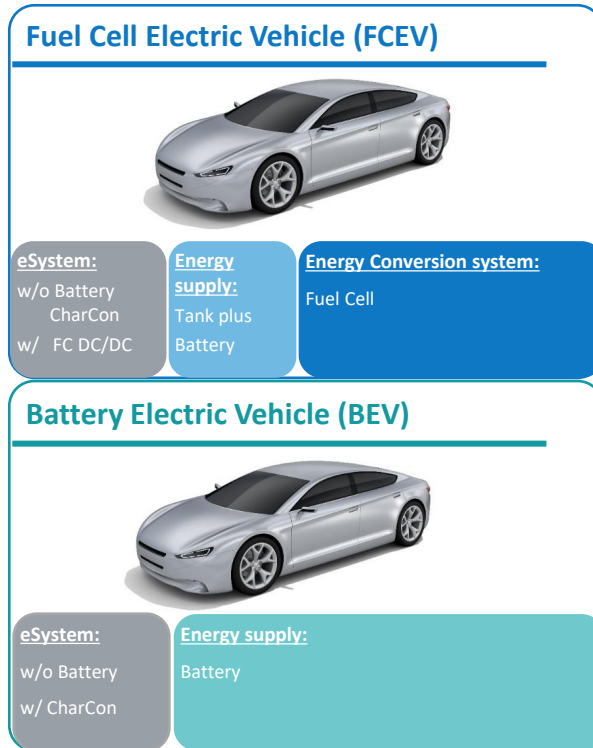 Fuel Cell Electric Vehicle (FCEV)
eSystem:
w/o Battery
CharCon
w/ FC DC/DC
Energy
supply:
Tank plus
Battery
Energy Conversion system:
Fuel Cell
Battery Electric Vehicle (BEV)
eSystem:
w/o Battery
w/ CharCon
Energy supply:
Battery